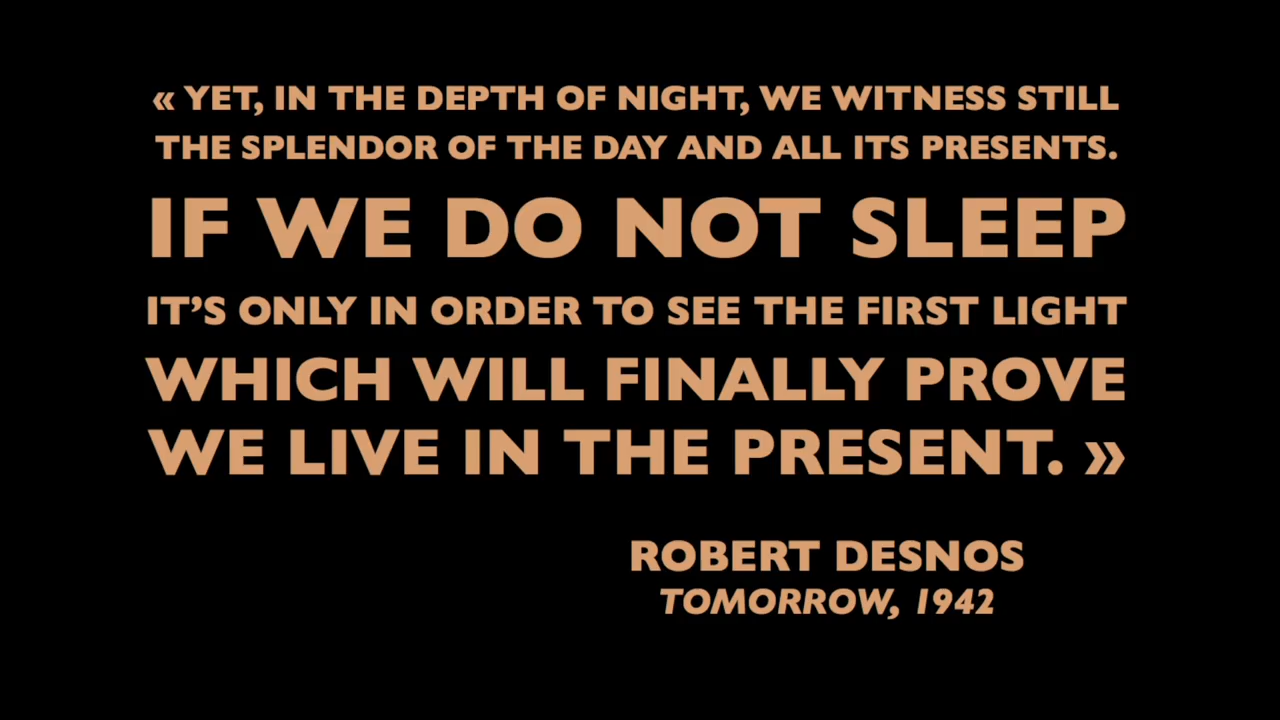 « YET, IN THE DEPTH OF NIGHT, WE WITNESS STILL
THE SPLENDOR OF THE DAY AND ALL ITS PRESENTS.
IF WE DO NOT SLEEP
IT’S ONLY IN ORDER TO SEE THE FIRST LIGHT
WHICH WILL FINALLY PROVE
WE LIVE IN THE PRESENT. »
ROBERT DESNOS
TOMORROW, 1942